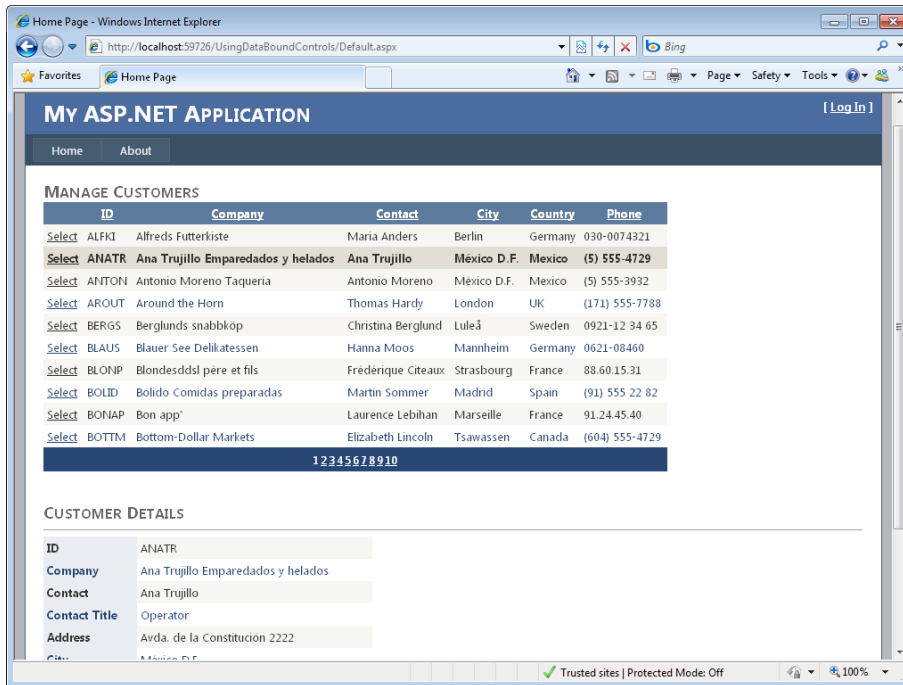 Home Page - Windows Internet Explorer
http://localhost:59726/UsingDataBoundControls/Default.aspx
Bing
Favorites
Home Page
Page Safety Tools
MY ASP.NET APPLICATION
[ Log In ]
Home About
MANAGE CUSTOMERS
ID Company Contact City Country Phone
Select ALFKI Alfreds Futterkiste Maria Anders Berlin Germany 030-0074321
Select ANATR Ana Trujillo Emparedados y helados Ana Trujillo México D.F. Mexico (5) 555-4729
Select ANTON Antonio Moreno Taquería Antonio Moreno México D.F. Mexico (5) 555-3932
Select AROUT Around the Horn Thomas Hardy London UK (171) 555-7788
Select BERGS Berglunds snabbköp Christina Berglund Luleå Sweden 0921-12 34 65
Select BLAUS Blauer See Delikatessen Hanna Moos Mannheim Germany 0621-08460
Select BLONP Blondesddsl père et fils Frédérique Citeaux Strasbourg France 88.60.15.31
Select BOLID Bólido Comidas preparadas Martín Sommer Madrid Spain (91) 555 22 82
Select BONAP Bon app' Laurence Lebihan Marseille France 91.24.45.40
Select BOTTM Bottom-Dollar Markets Elizabeth Lincoln Tsawassen Canada (604) 555-4729
12345678910
CUSTOMER DETAILS
ID ANATR
Company Ana Trujillo Emparedados y helados
Contact Ana Trujillo
Contact Title Operator
Address Avda. de la Constitución 2222
City México D.F.
Trusted sites | Protected Mode: Off
100%